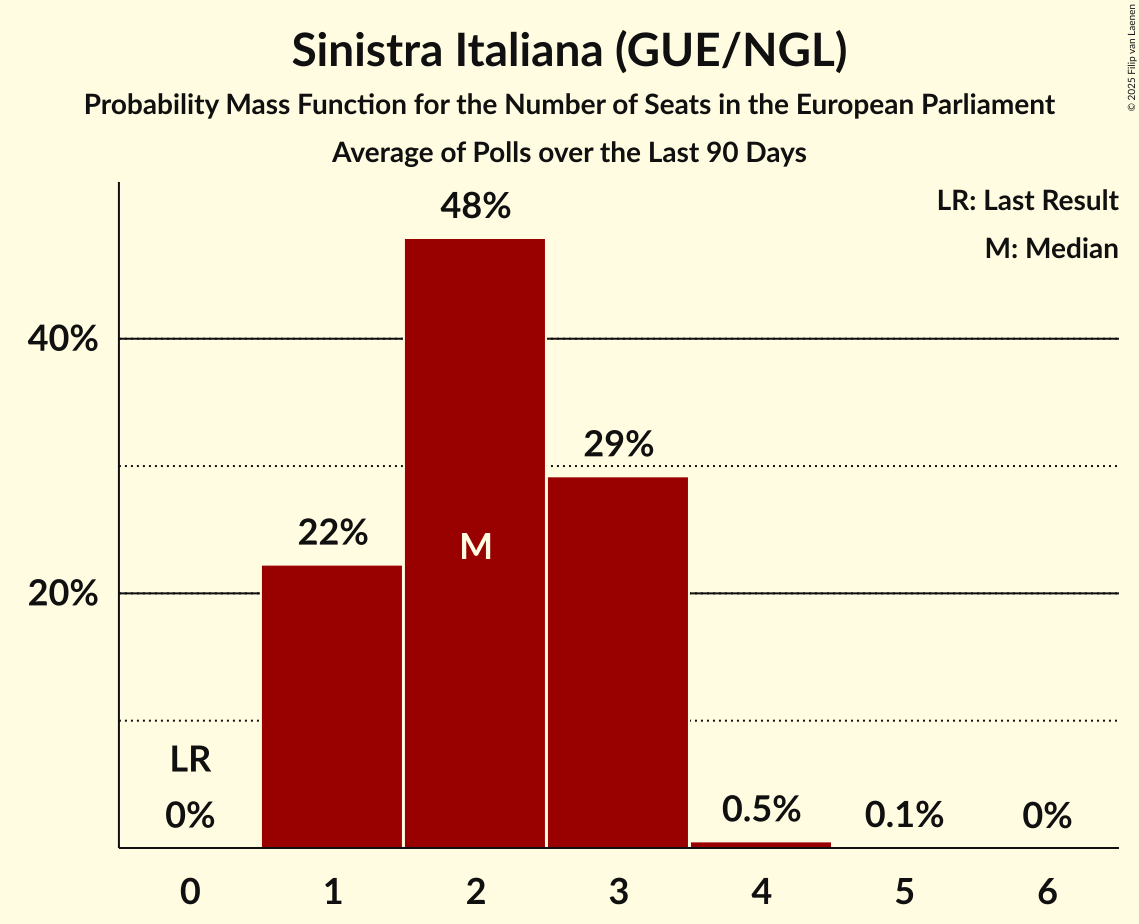 Sinistra Italiana (GUE/NGL)
Probability Mass Function for the Number of Seats in the European Parliament
Average of Polls over the Last 90 Days
© 2025 Filip van Laenen
LR: Last Result
M: Median
48%
40%
29%
22%
M
20%
LR
0%
0.5%
0.1%
0%
0 1 2 3 4 5 6